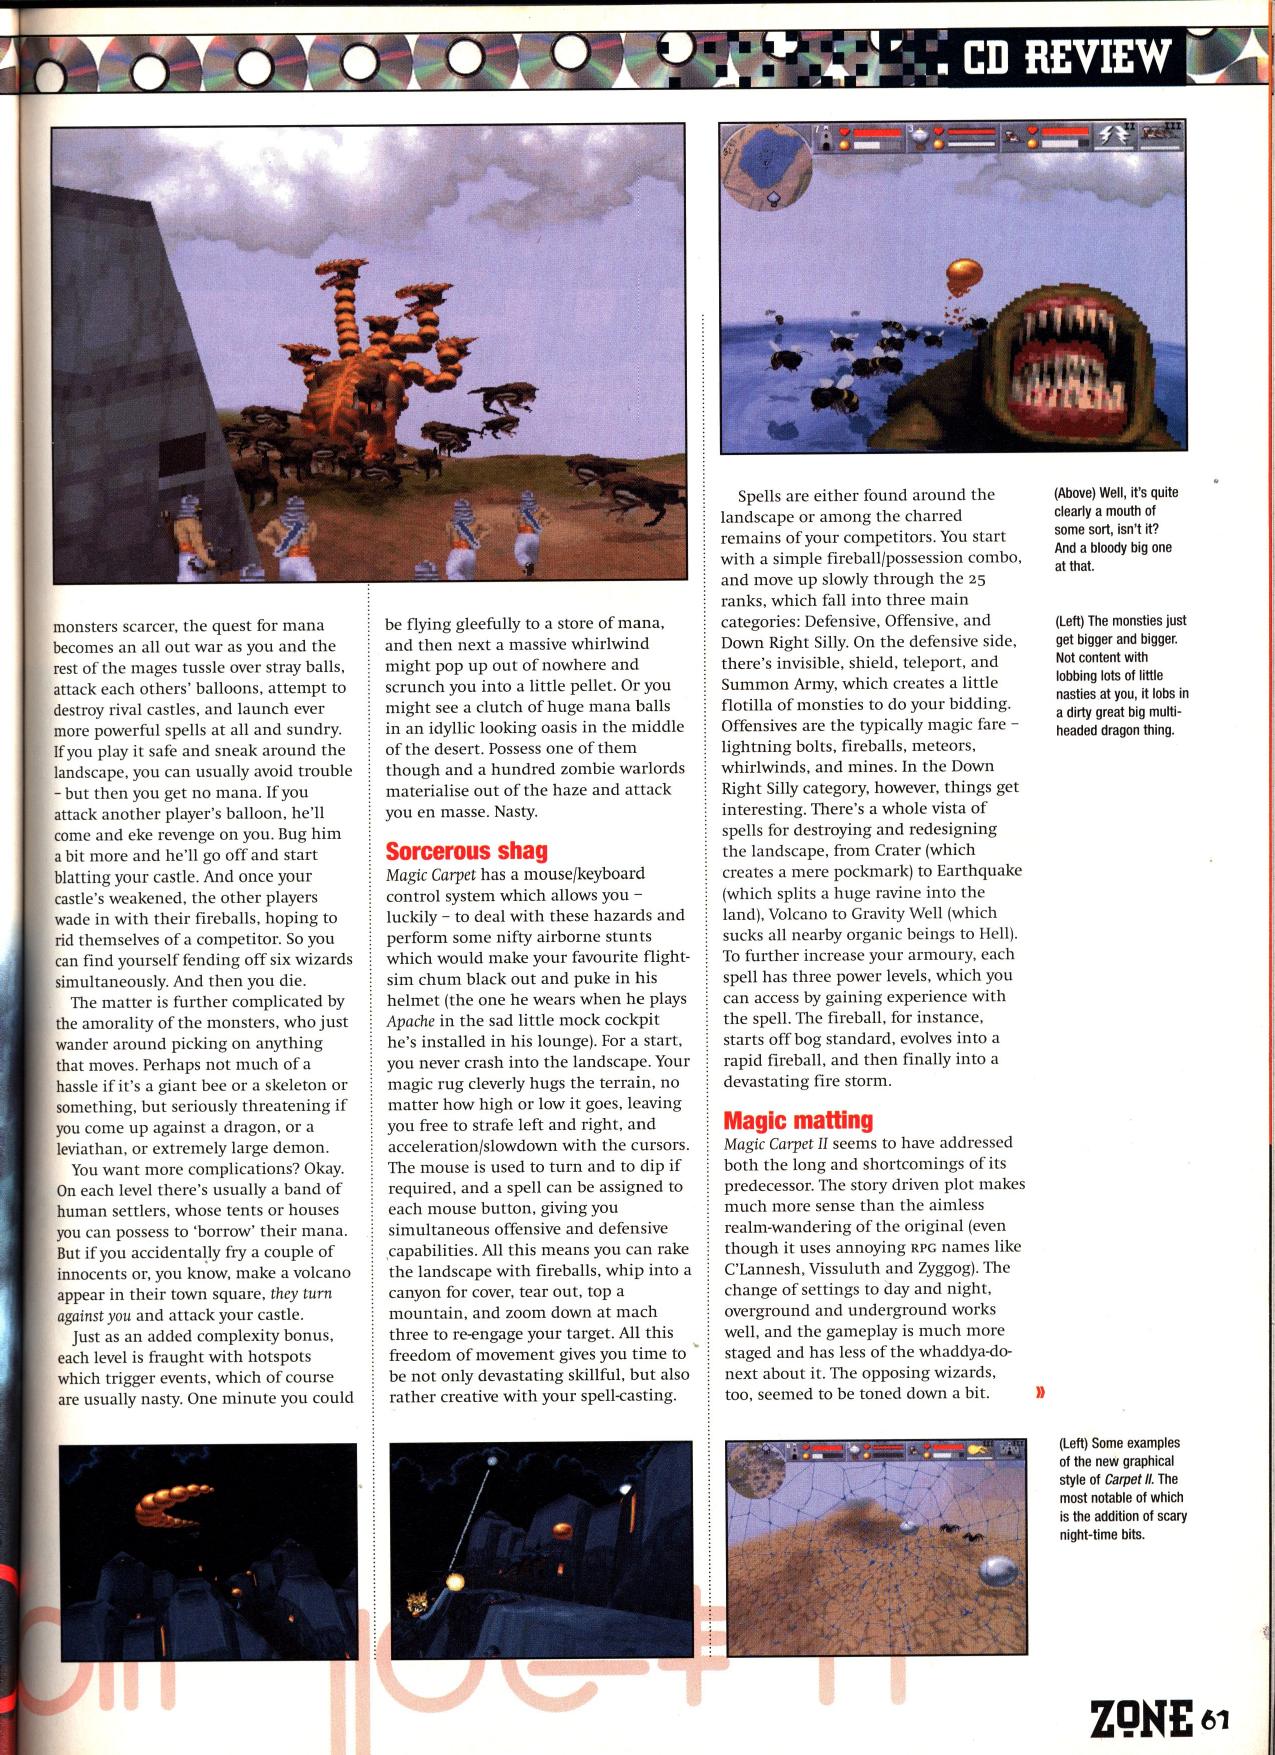 CD REVIEW
monsters scarcer, the quest for mana
becomes an all out war as you and the
rest of the mages tussle over stray balls,
attack each others' balloons, attempt to
destroy rival castles, and launch ever
more powerful spells at all and sundry.
If you play it safe and sneak around the
landscape, you can usually avoid trouble
– but then you get no mana. If you
attack another player's balloon, he'll
come and eke revenge on you. Bug him
a bit more and he'll go off and start
blatting your castle. And once your
castle's weakened, the other players
wade in with their fireballs, hoping to
rid themselves of a competitor. So you
can find yourself fending off six wizards
simultaneously. And then you die.
The matter is further complicated by
the amorality of the monsters, who just
wander around picking on anything
that moves. Perhaps not much of a
hassle if it's a giant bee or a skeleton or
something, but seriously threatening if
you come up against a dragon, or a
leviathan, or extremely large demon.
You want more complications? Okay.
On each level there's usually a band of
human settlers, whose tents or houses
you can possess to 'borrow' their mana.
But if you accidentally fry a couple of
innocents or, you know, make a volcano
appear in their town square, they turn
against you and attack your castle.
Just as an added complexity bonus,
each level is fraught with hotspots
which trigger events, which of course
are usually nasty. One minute you could
be flying gleefully to a store of mana,
and then next a massive whirlwind
might pop up out of nowhere and
scrunch you into a little pellet. Or you
might see a clutch of huge mana balls
in an idyllic looking oasis in the middle
of the desert. Possess one of them
though and a hundred zombie warlords
materialise out of the haze and attack
you en masse. Nasty.
Sorcerous shag
Magic Carpet has a mouse/keyboard
control system which allows you –
luckily – to deal with these hazards and
perform some nifty airborne stunts
which would make your favourite flight-
sim chum black out and puke in his
helmet (the one he wears when he plays
Apache in the sad little mock cockpit
he's installed in his lounge). For a start,
you never crash into the landscape. Your
magic rug cleverly hugs the terrain, no
matter how high or low it goes, leaving
you free to strafe left and right, and
acceleration/slowdown with the cursors.
The mouse is used to turn and to dip if
required, and a spell can be assigned to
each mouse button, giving you
simultaneous offensive and defensive
capabilities. All this means you can rake
the landscape with fireballs, whip into a
canyon for cover, tear out, top a
mountain, and zoom down at mach
three to re-engage your target. All this
freedom of movement gives you time to
be not only devastating skillful, but also
rather creative with your spell-casting.
Spells are either found around the
landscape or among the charred
remains of your competitors. You start
with a simple fireball/possession combo,
and move up slowly through the 25
ranks, which fall into three main
categories: Defensive, Offensive, and
Down Right Silly. On the defensive side,
there's invisible, shield, teleport, and
Summon Army, which creates a little
flotilla of monsties to do your bidding.
Offensives are the typically magic fare –
lightning bolts, fireballs, meteors,
whirlwinds, and mines. In the Down
Right Silly category, however, things get
interesting. There's a whole vista of
spells for destroying and redesigning
the landscape, from Crater (which
creates a mere pockmark) to Earthquake
(which splits a huge ravine into the
land), Volcano to Gravity Well (which
sucks all nearby organic beings to Hell).
To further increase your armoury, each
spell has three power levels, which you
can access by gaining experience with
the spell. The fireball, for instance,
starts off bog standard, evolves into a
rapid fireball, and then finally into a
devastating fire storm.
Magic matting
Magic Carpet II seems to have addressed
both the long and shortcomings of its
predecessor. The story driven plot makes
much more sense than the aimless
realm-wandering of the original (even
though it uses annoying RPG names like
C'Lannesh, Vissuluth and Zyggog). The
change of settings to day and night,
overground and underground works
well, and the gameplay is much more
staged and has less of the whaddya-do-
next about it. The opposing wizards,
too, seemed to be toned down a bit. »
(Above) Well, it's quite
clearly a mouth of
some sort, isn't it?
And a bloody big one
at that.
(Left) The monsties just
get bigger and bigger.
Not content with
lobbing lots of little
nasties at you, it lobs in
a dirty great big multi-
headed dragon thing.
(Left) Some examples
of the new graphical
style of Carpet II. The
most notable of which
is the addition of scary
night-time bits.
ZONE 61